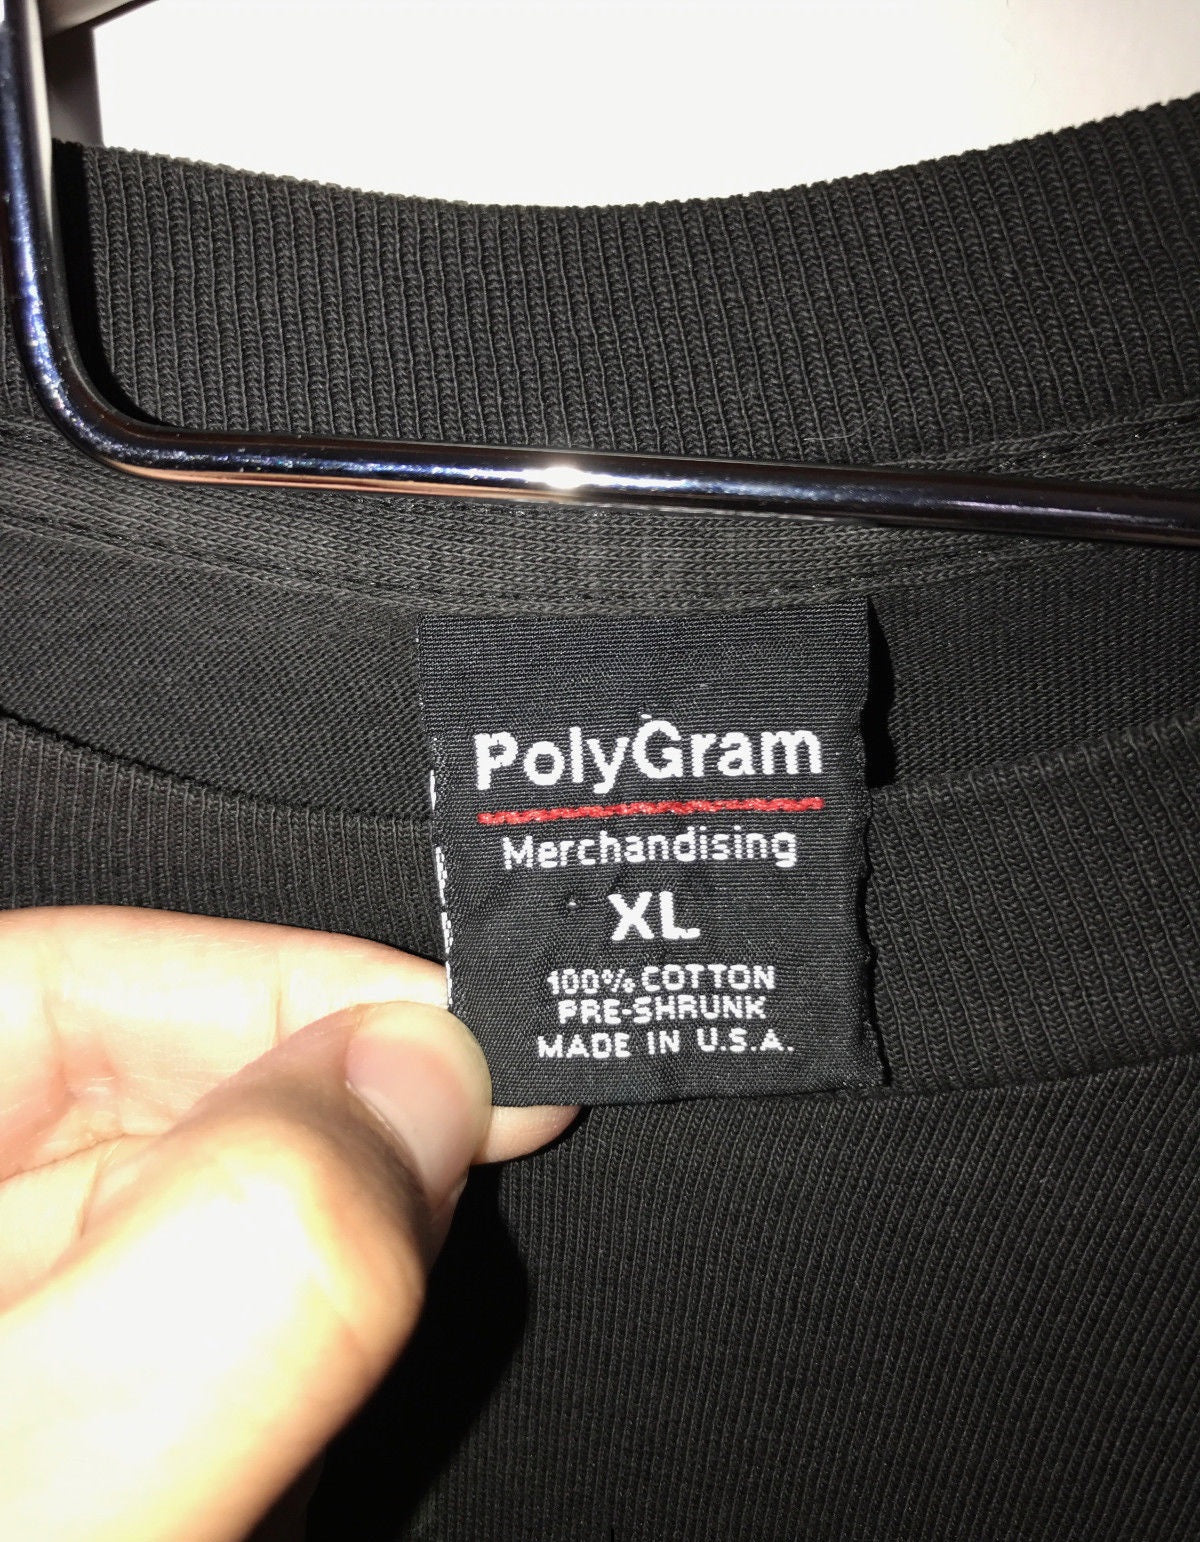 PolyGram
Merchandising
XL
100% COTTON
PRE-SHRUNK
MADE IN U.S.A.